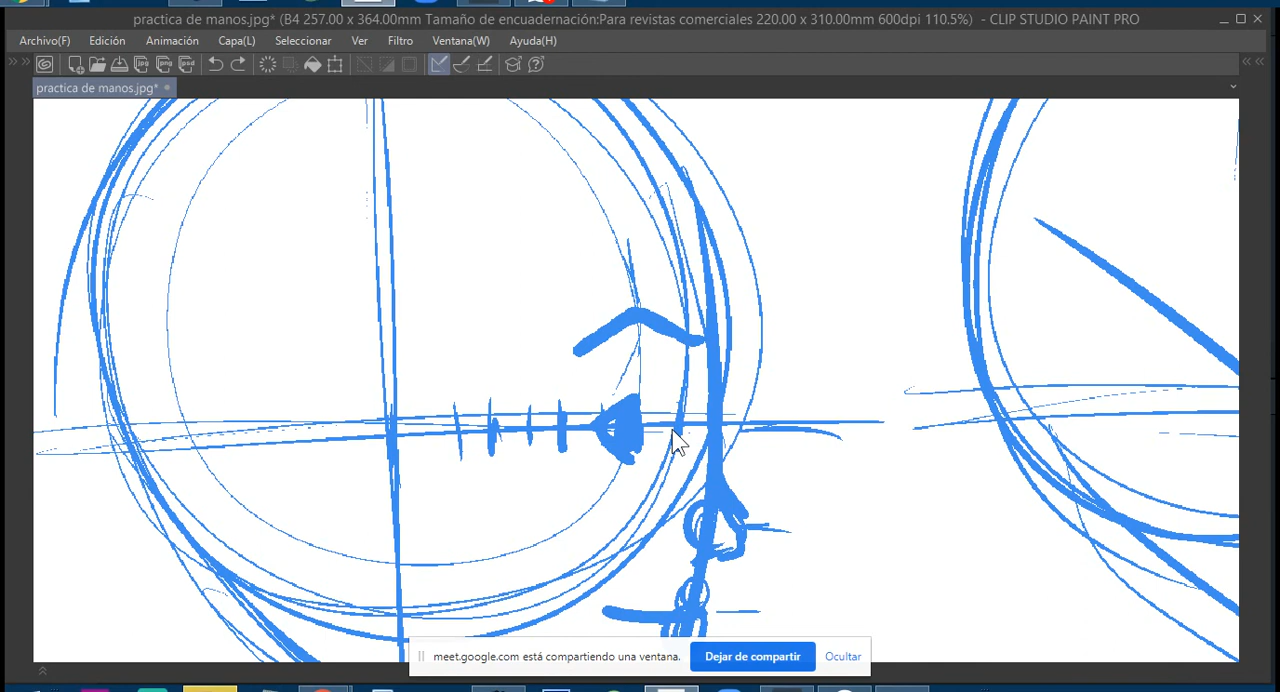 practica de manos.jpg* (B4 257.00 x 364.00mm Tamaño de encuadernación:Para revistas comerciales 220.00 x 310.00mm 600dpi 110.5%)  - CLIP STUDIO PAINT PRO
Archivo(F) Edición Animación Capa(L) Seleccionar Ver Filtro Ventana(W) Ayuda(H)
practica de manos.jpg*
meet.google.com está compartiendo una ventana. Dejar de compartir Ocultar